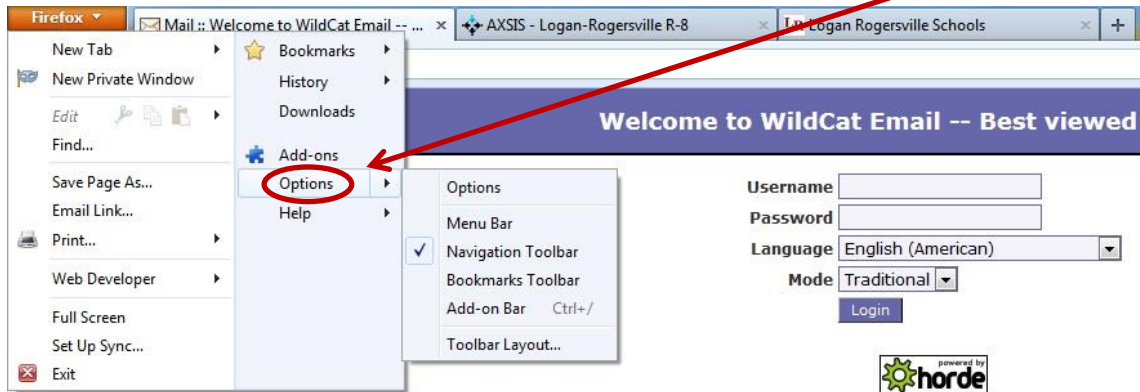 Firefox
Mail :: Welcome to WildCat Email -- ...
AXSIS - Logan-Rogersville R-8
LR Logan Rogersville Schools
New Tab
New Private Window
Edit
Find...
Save Page As...
Email Link...
Print...
Web Developer
Full Screen
Set Up Sync...
Exit
Bookmarks
History
Downloads
Add-ons
Options
Help
Options
Menu Bar
Navigation Toolbar
Bookmarks Toolbar
Add-on Bar Ctrl+/
Toolbar Layout...
Welcome to WildCat Email -- Best viewed
Username
Password
Language English (American)
Mode Traditional
Login
powered by
horde